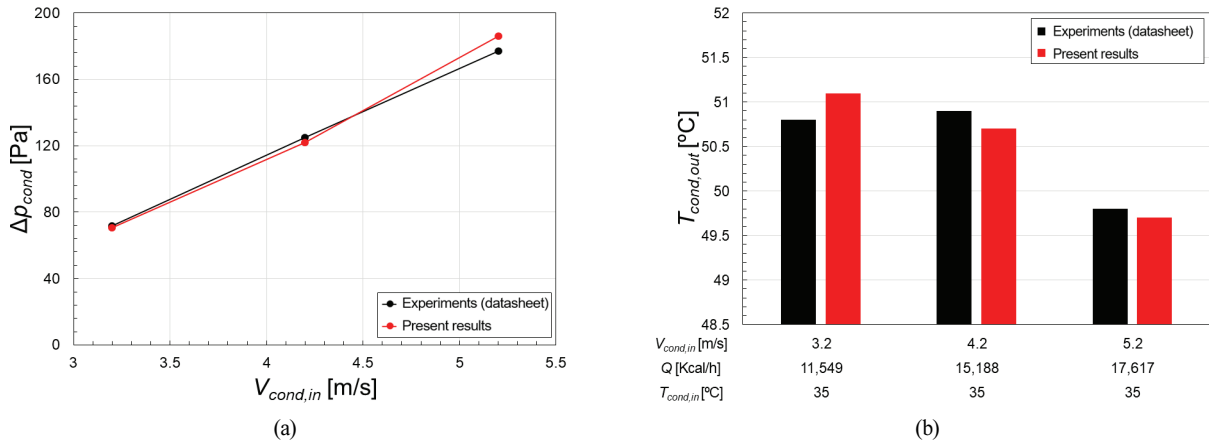 200
160
120
80
40
0
Δp_cond [Pa]
Experiments (datasheet)
Present results
3 3.5 4 4.5 5 5.5
V_cond,in [m/s]
(a)
52
51.5
51
50.5
50
49.5
49
48.5
T_cond,out [ºC]
Experiments (datasheet)
Present results
V_cond,in [m/s] 3.2 4.2 5.2
Q [Kcal/h] 11,549 15,188 17,617
T_cond,in [ºC] 35 35 35
(b)